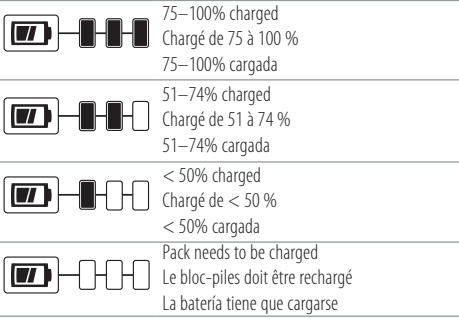 75–100% charged
Chargé de 75 à 100 %
75–100% cargada
51–74% charged
Chargé de 51 à 74 %
51–74% cargada
< 50% charged
Chargé de < 50 %
< 50% cargada
Pack needs to be charged
Le bloc-piles doit être rechargé
La batería tiene que cargarse